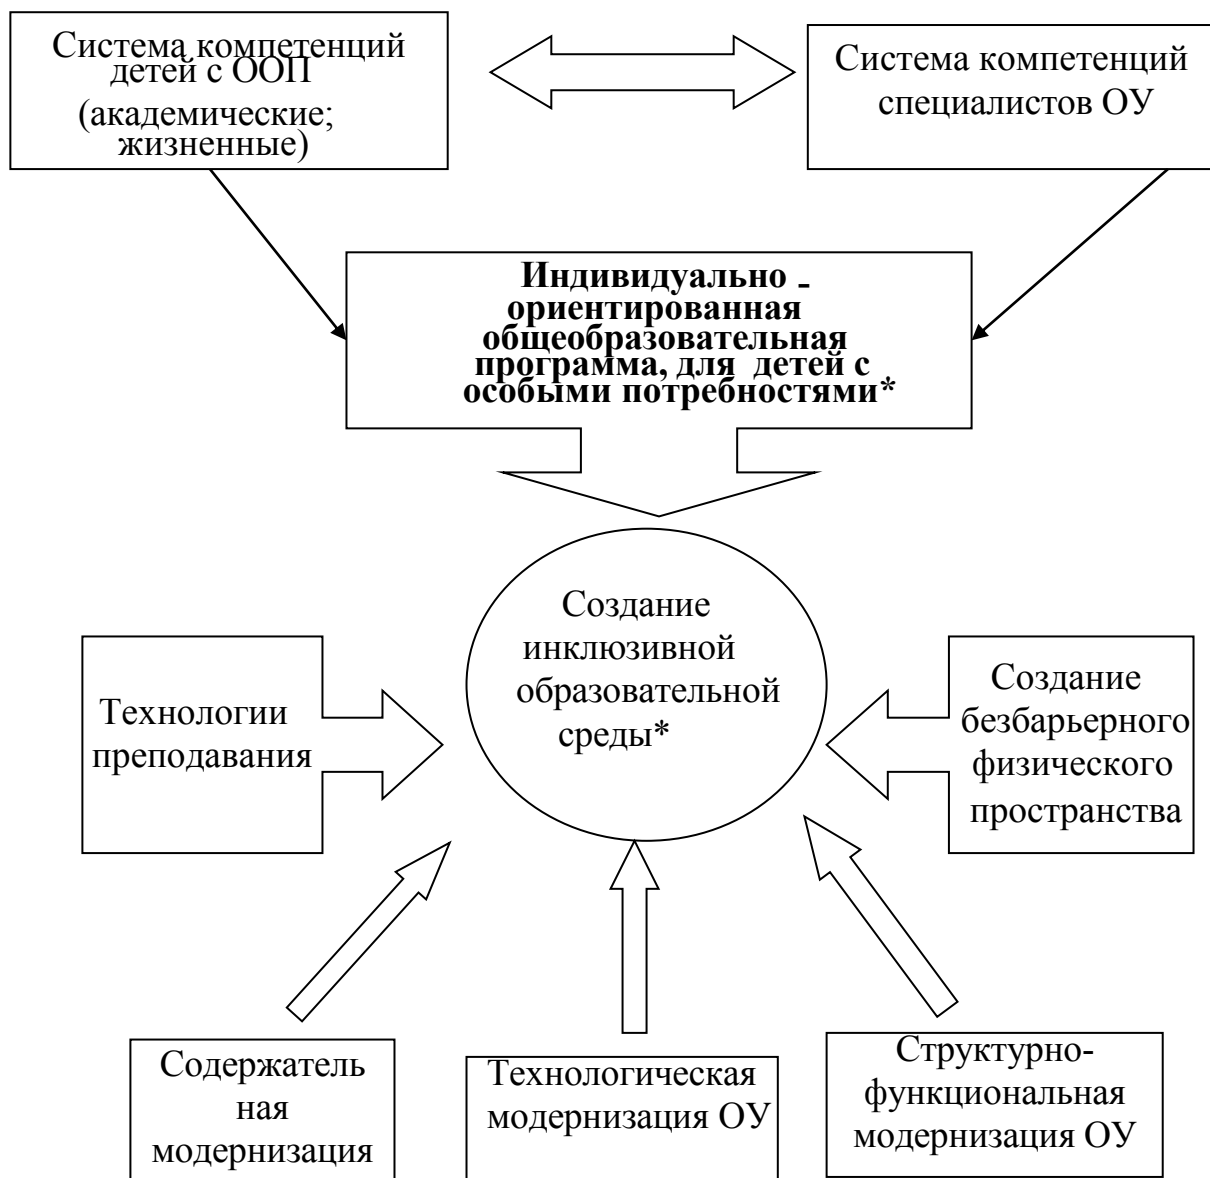 Система компетенций
детей с ООП
(академические;
жизненные)
Система компетенций
специалистов ОУ
Индивидуально -
ориентированная
общеобразовательная
программа, для детей с
особыми потребностями*
Создание
инклюзивной
образовательной
среды*
Технологии
преподавания
Создание
безбарьерного
физического
пространства
Содержатель
ная
модернизация
Технологическая
модернизация ОУ
Структурно-
функциональная
модернизация ОУ